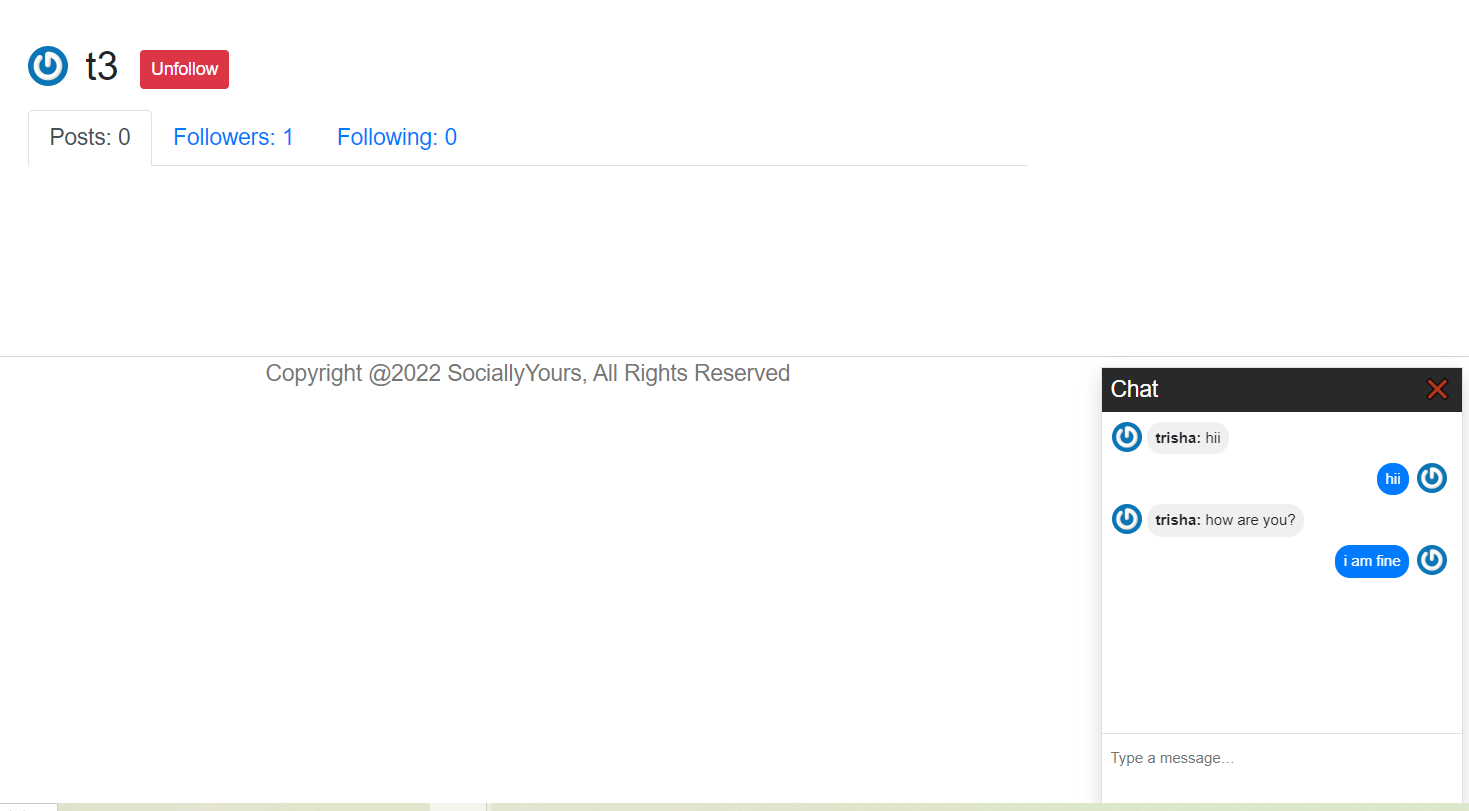 t3 Unfollow
Posts: 0 Followers: 1 Following: 0
Copyright @2022 SociallyYours, All Rights Reserved
Chat
trisha: hii
hii
trisha: how are you?
i am fine
Type a message…